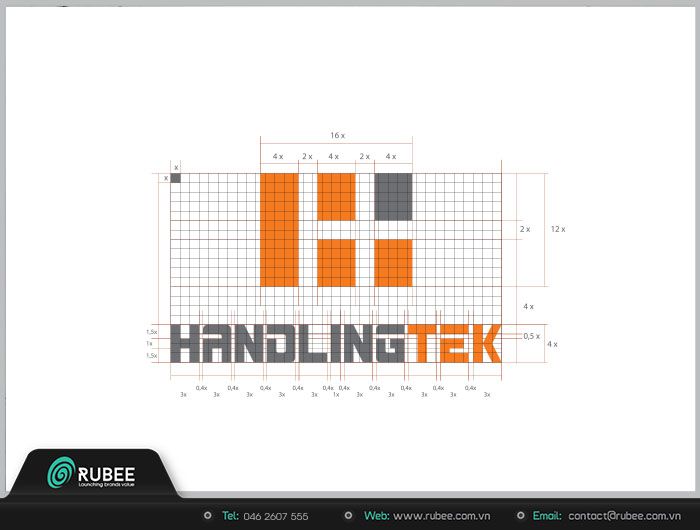 16 x
4 x 2 x 4 x 2 x 4 x
x
x
2 x 12 x
4 x
HANDLINGTEK
1,5x
1x
1,5x
0,5 x
4 x
0,4x 0,4x 0,4x 0,4x 0,4x 0,4x 0,4x 0,4x 0,4x 0,4x
3x 3x 3x 3x 3x 1x 3x 3x 3x 3x 3x
RUBEE
Launching brands value
Tel: 046 2607 555 Web: www.rubee.com.vn Email: contact@rubee.com.vn